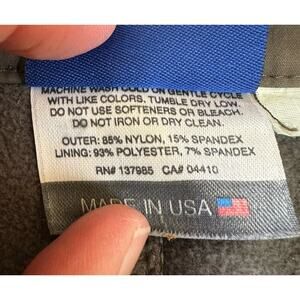 MACHINE WASH COLD ON GENTLE CYCLE
WITH LIKE COLORS. TUMBLE DRY LOW.
DO NOT USE SOFTENERS OR BLEACH.
DO NOT IRON OR DRY CLEAN.
OUTER: 85% NYLON, 15% SPANDEX
LINING: 93% POLYESTER, 7% SPANDEX
RN# 137985 CA# 04410
MADE IN USA